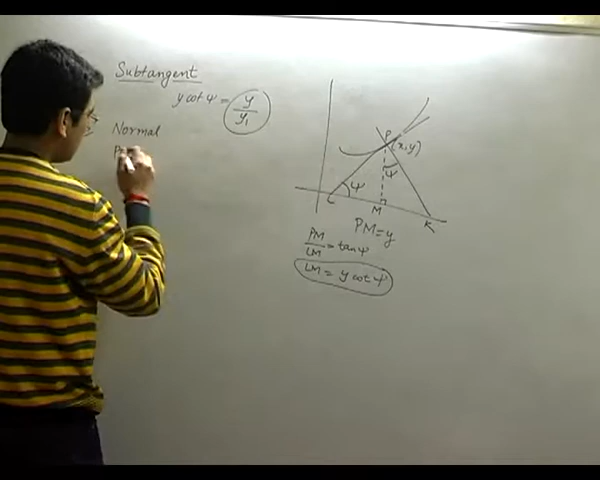 Subtangent
y cot ψ = y/y₁
Normal
P
P (x,y)
ψ
ψ
L M K
PM = y
PM/LM = tan ψ
LM = y cot ψ